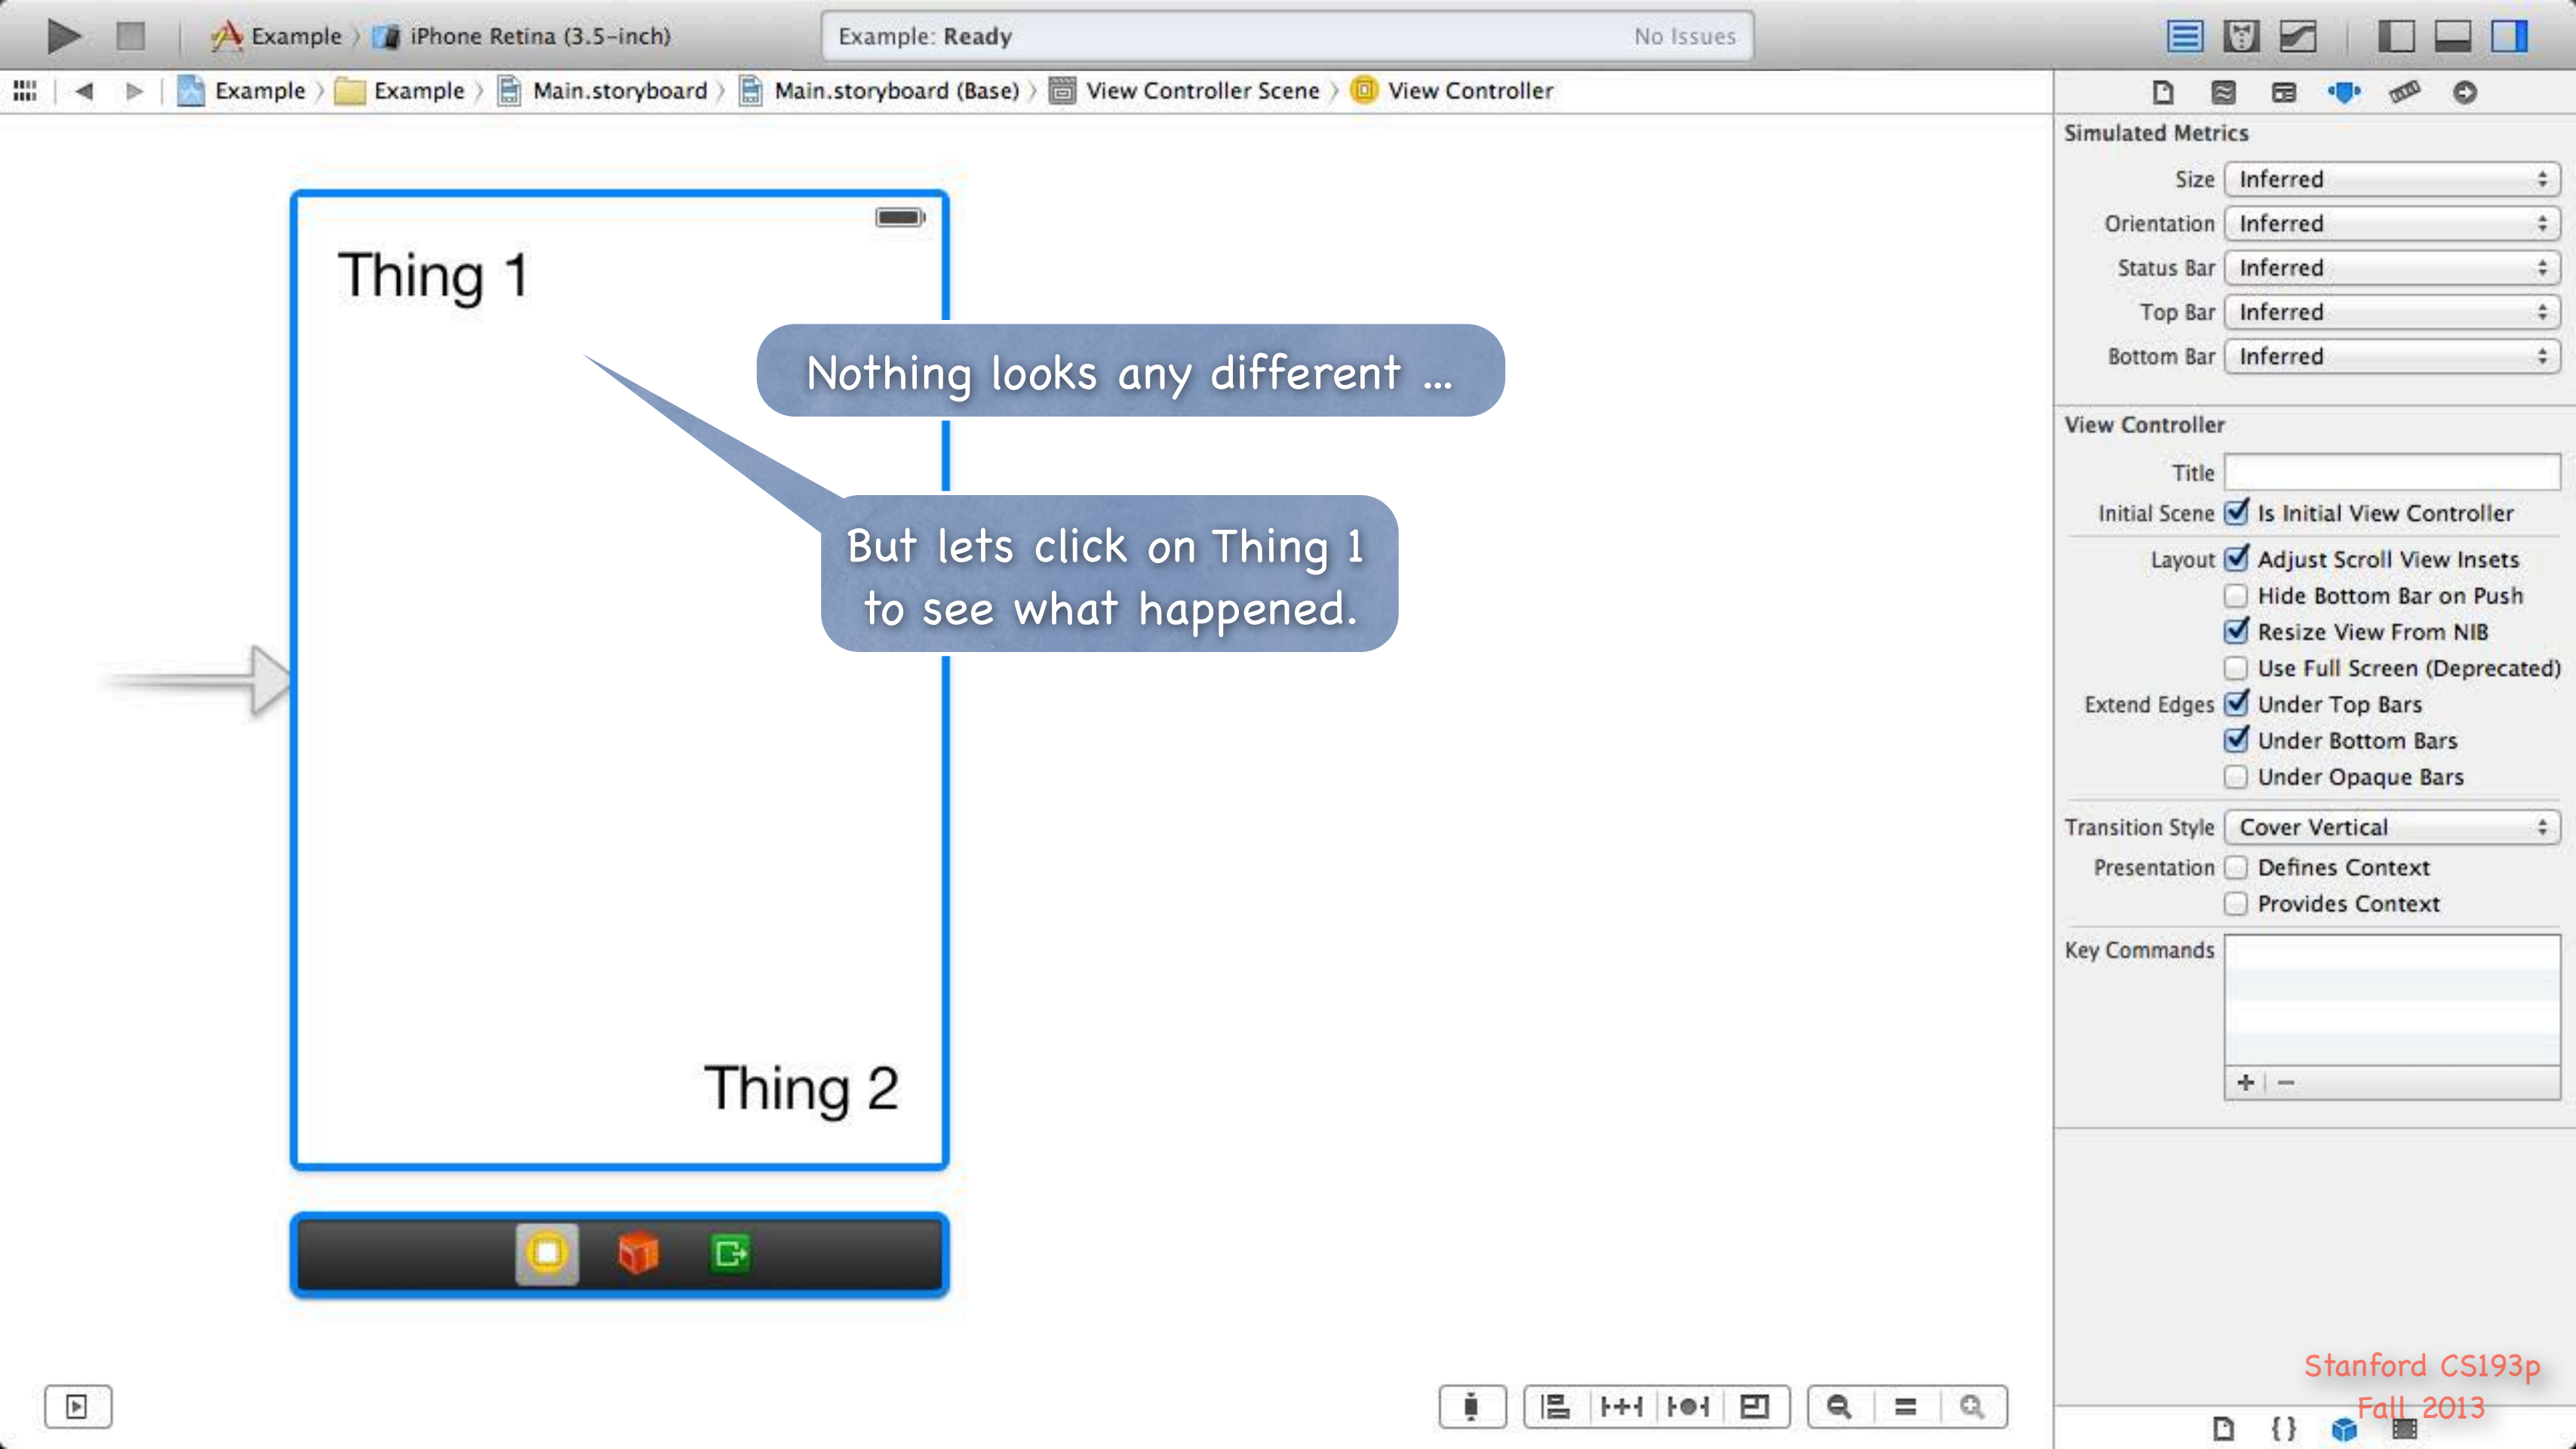 Example
iPhone Retina (3.5-inch)
Example: Ready
No Issues
Example
Example
Main.storyboard
Main.storyboard (Base)
View Controller Scene
View Controller
Thing 1
Nothing looks any different ...
But lets click on Thing 1
to see what happened.
Thing 2
Simulated Metrics
Size Inferred
Orientation Inferred
Status Bar Inferred
Top Bar Inferred
Bottom Bar Inferred
View Controller
Title
Initial Scene Is Initial View Controller
Layout Adjust Scroll View Insets
Hide Bottom Bar on Push
Resize View From NIB
Use Full Screen (Deprecated)
Extend Edges Under Top Bars
Under Bottom Bars
Under Opaque Bars
Transition Style Cover Vertical
Presentation Defines Context
Provides Context
Key Commands
Stanford CS193p
Fall 2013